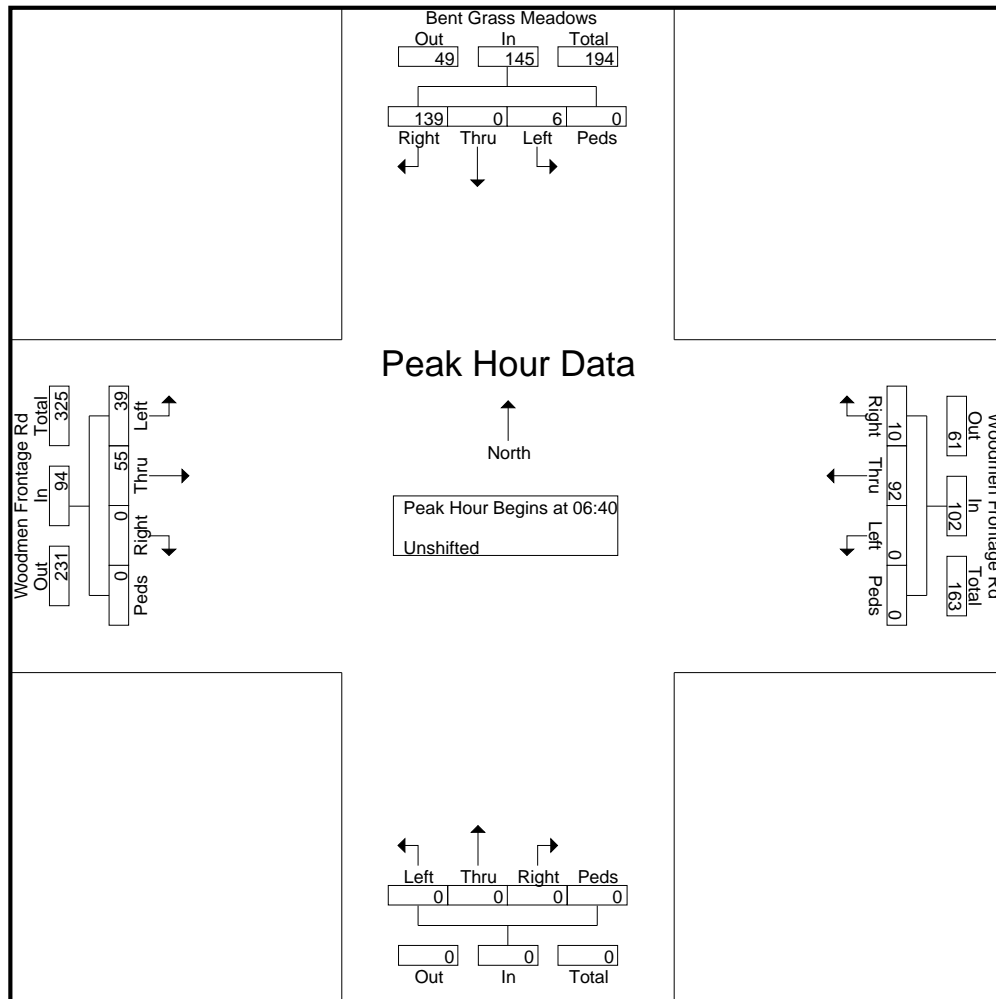 Bent Grass Meadows
Out In Total
49 145 194
139 0 6 0
Right Thru Left Peds
Peak Hour Data
North
Peak Hour Begins at 06:40
Unshifted
Woodmen Frontage Rd
Out In Total
231 94 325
0 0 55 39
Peds Right Thru Left
Woodmen Frontage Rd
Out In Total
61 102 163
10 92 0 0
Right Thru Left Peds
Left Thru Right Peds
0 0 0 0
0 0 0
Out In Total